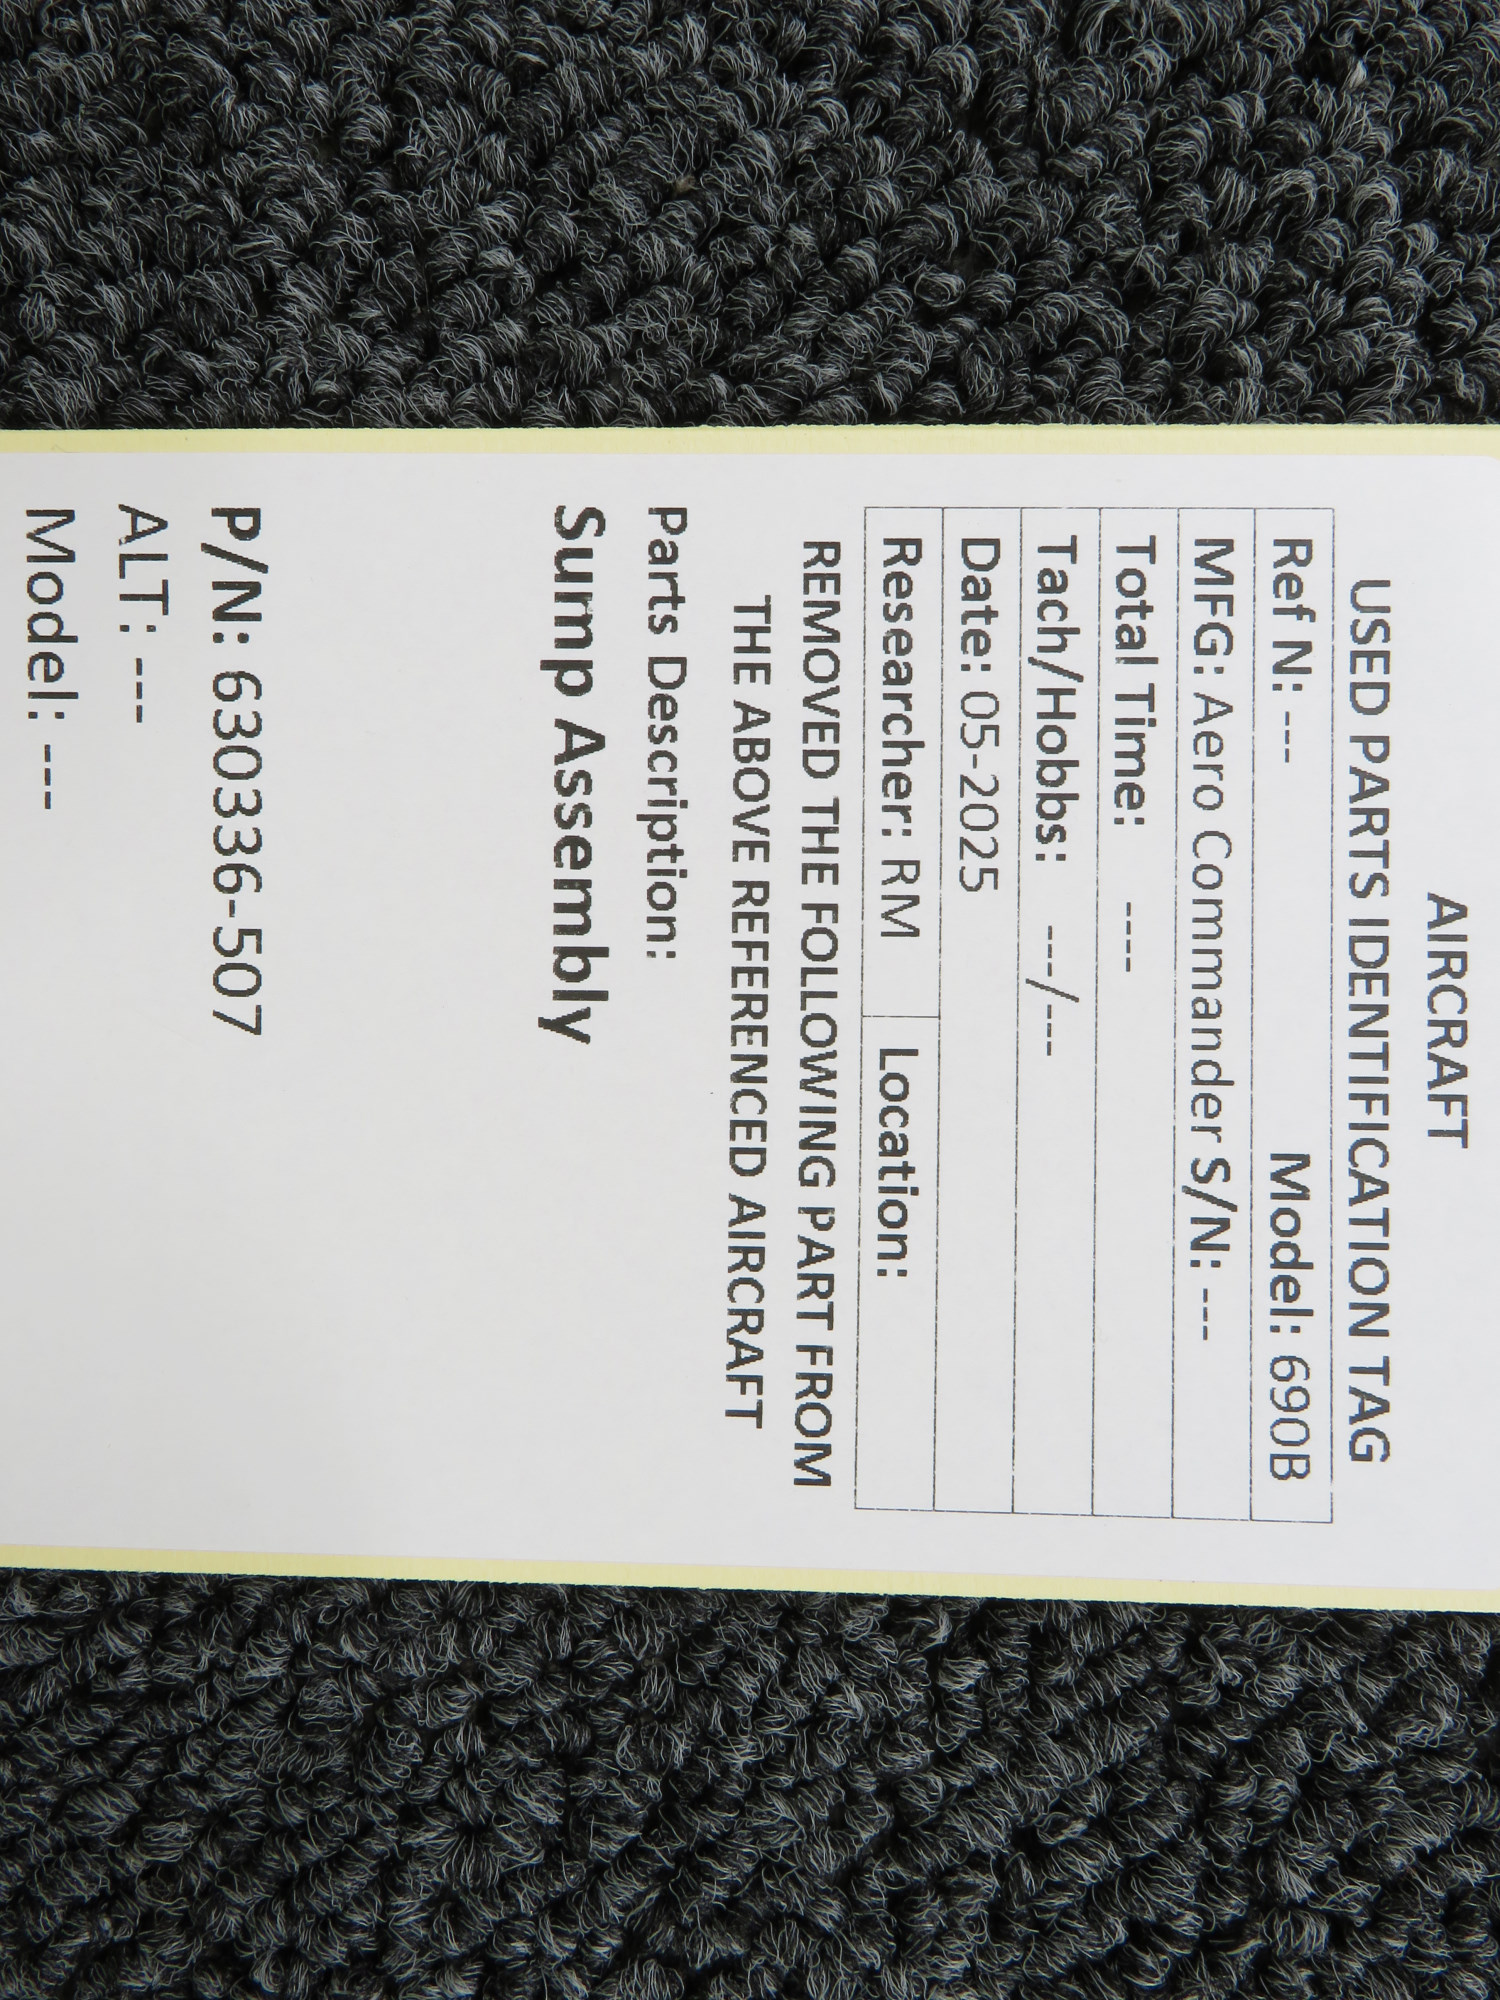 AIRCRAFT
USED PARTS IDENTIFICATION TAG
Ref N: --- Model: 690B
MFG: Aero Commander S/N: ---
Total Time: ----
Tach/Hobbs: ---/---
Date: 05-2025
Researcher: RM Location:
REMOVED THE FOLLOWING PART FROM
THE ABOVE REFERENCED AIRCRAFT
Parts Description:
Sump Assembly
P/N: 630336-507
ALT: ---
Model: ---